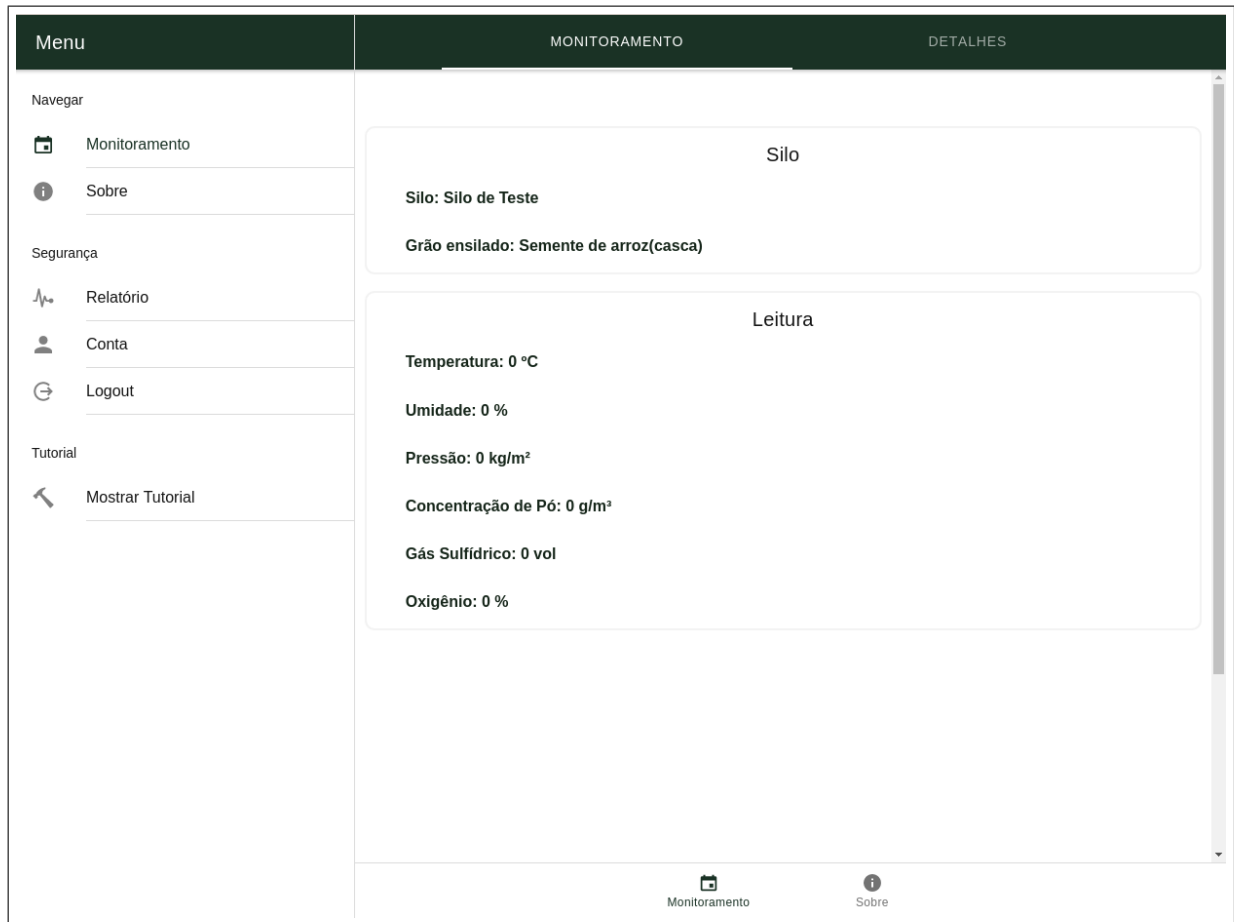 Menu
MONITORAMENTO
DETALHES
Navegar
Monitoramento
Sobre
Segurança
Relatório
Conta
Logout
Tutorial
Mostrar Tutorial
Silo
Silo: Silo de Teste
Grão ensilado: Semente de arroz(casca)
Leitura
Temperatura: 0 ºC
Umidade: 0 %
Pressão: 0 kg/m²
Concentração de Pó: 0 g/m³
Gás Sulfídrico: 0 vol
Oxigênio: 0 %
Monitoramento
Sobre